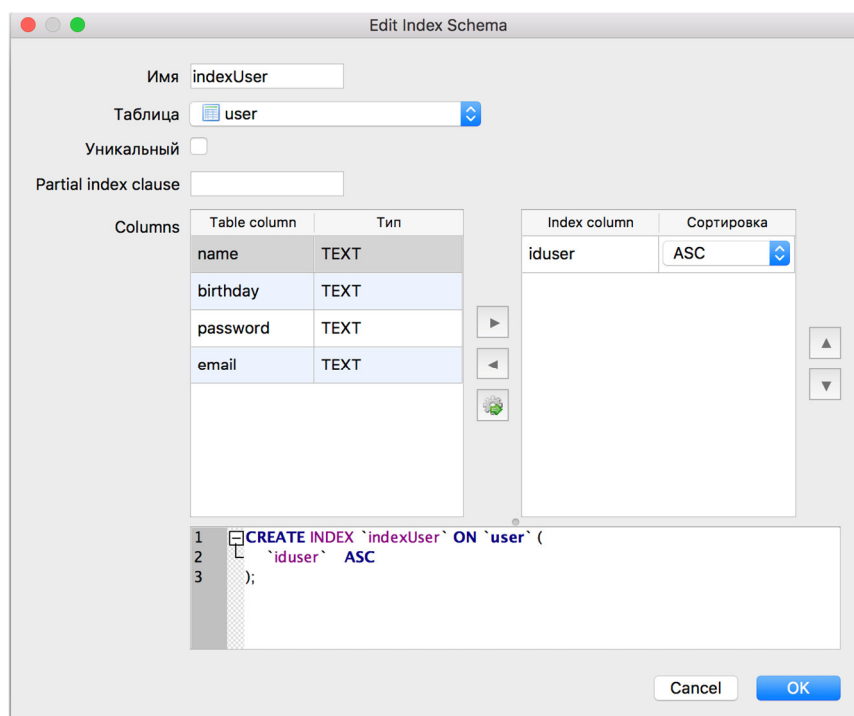 Edit Index Schema
Имя indexUser
Таблица user
Уникальный
Partial index clause
Columns
Table column Тип
name TEXT
birthday TEXT
password TEXT
email TEXT
Index column Сортировка
iduser ASC
1 CREATE INDEX `indexUser` ON `user` (
2 `iduser` ASC
3 );
Cancel OK